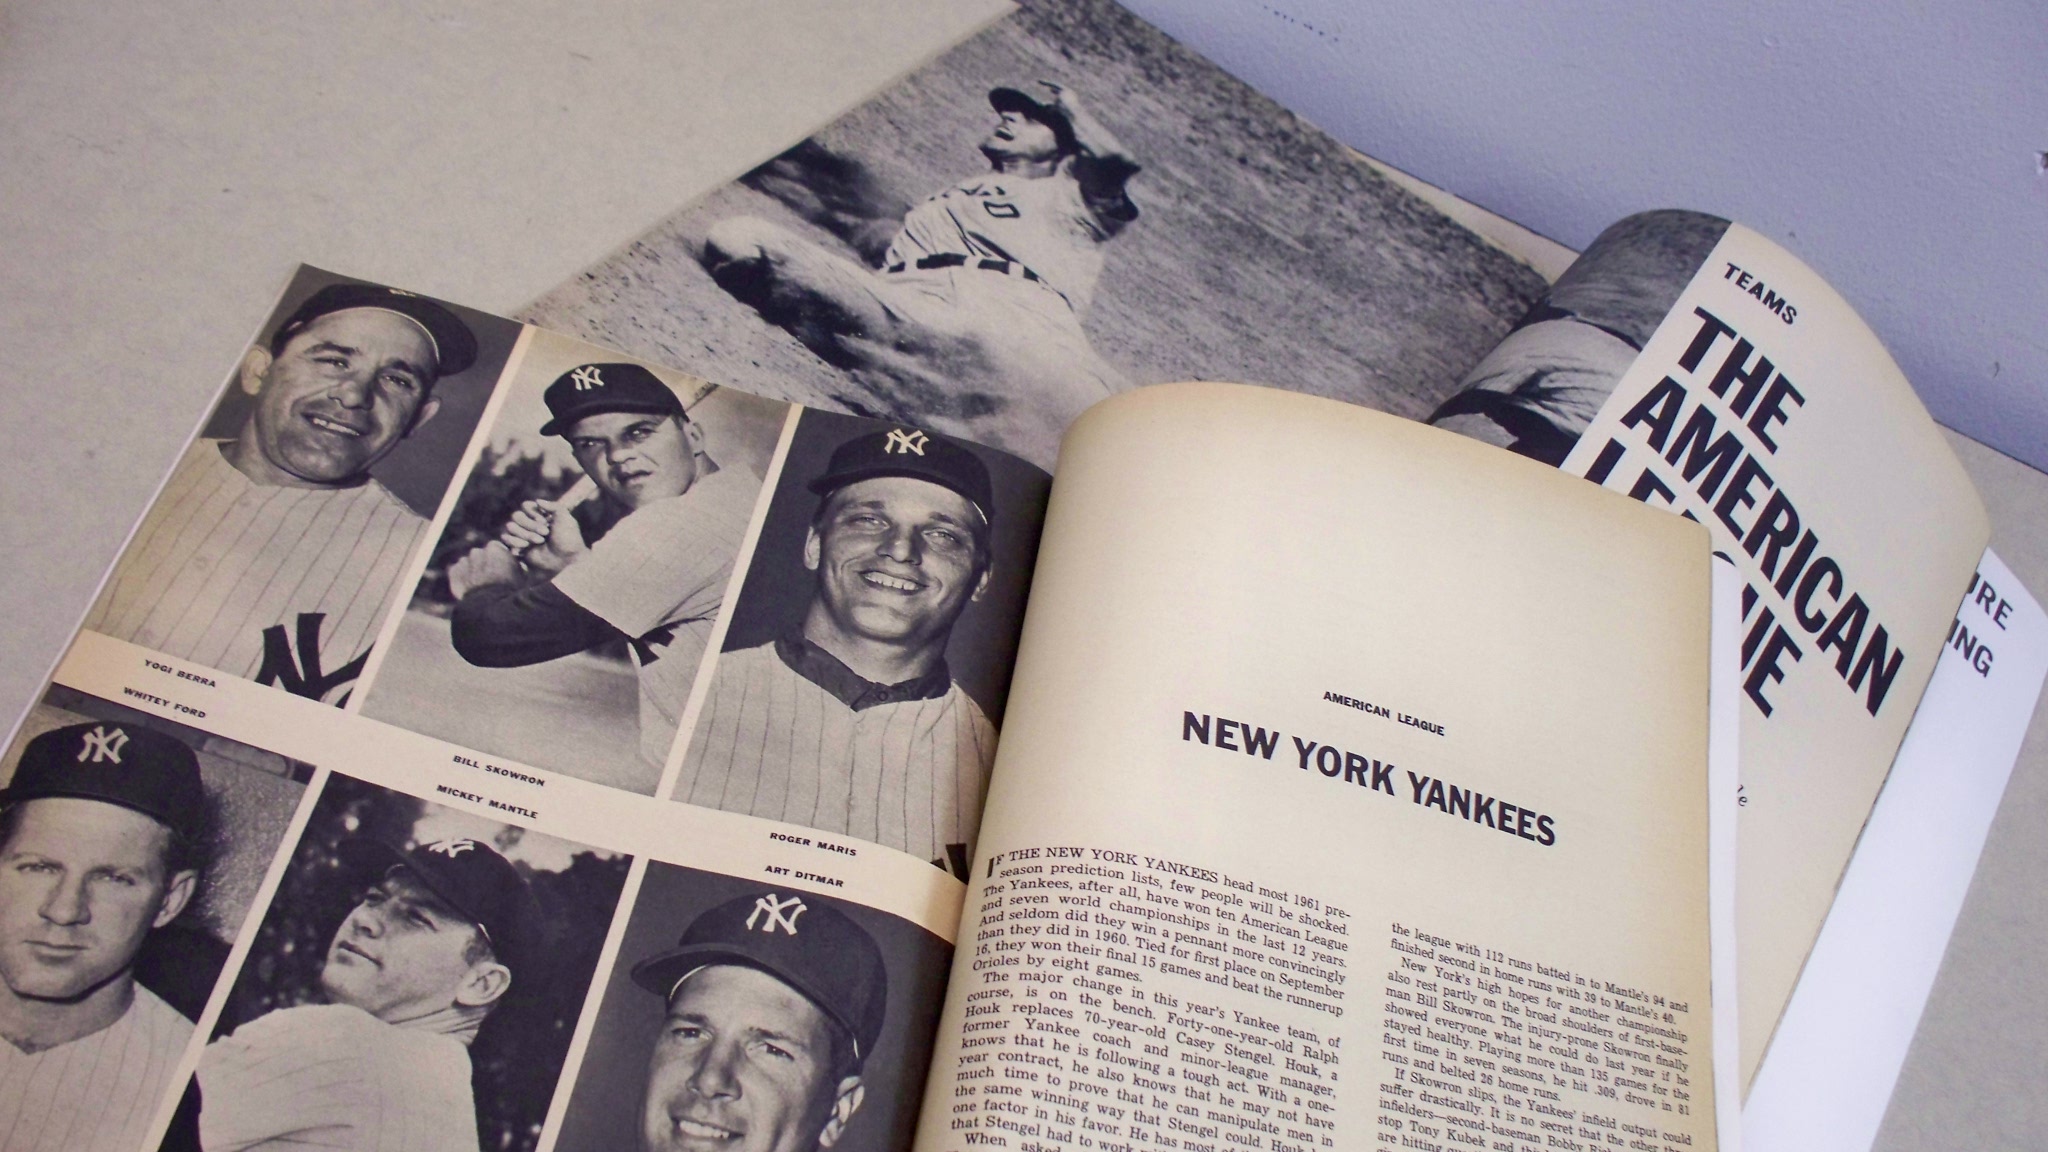 TEAMS
THE
AMERICAN
NY
NY
NY
YOGI BERRA
WHITEY FORD
BILL SKOWRON
MICKEY MANTLE
ROGER MARIS
ART DITMAR
NY
NY
NY
AMERICAN LEAGUE
NEW YORK YANKEES
IF THE NEW YORK YANKEES head most 1961 pre-
season prediction lists, few people will be shocked.
The Yankees, after all, have won ten American League
and seven world championships in the last 12 years.
And seldom did they win a pennant more convincingly
than they did in 1960. Tied for first place on September
16, they won their final 15 games and beat the runnerup
Orioles by eight games.
The major change in this year's Yankee team, of
course, is on the bench. Forty-one-year-old Ralph
Houk replaces 70-year-old Casey Stengel. Houk, a
former Yankee coach and minor-league manager,
knows that he is following a tough act. With a one-
year contract, he also knows that he may not have
much time to prove that he can manipulate men in
the same winning way that Stengel could. Houk
one factor in his favor. He has most of
that Stengel had to work
When asked
the league with 112 runs batted in to Mantle's 94 and
finished second in home runs with 39 to Mantle's 40.
New York's high hopes for another championship
also rest partly on the broad shoulders of first-base-
man Bill Skowron. The injury-prone Skowron finally
showed everyone what he could do last year if he
stayed healthy. Playing more than 135 games for the
first time in seven seasons, he hit .309, drove in 81
runs and belted 26 home runs.
If Skowron slips, the Yankees' infield output could
suffer drastically. It is no secret that the other
infielders—second-baseman Bobby
stop Tony Kubek and
are hitting